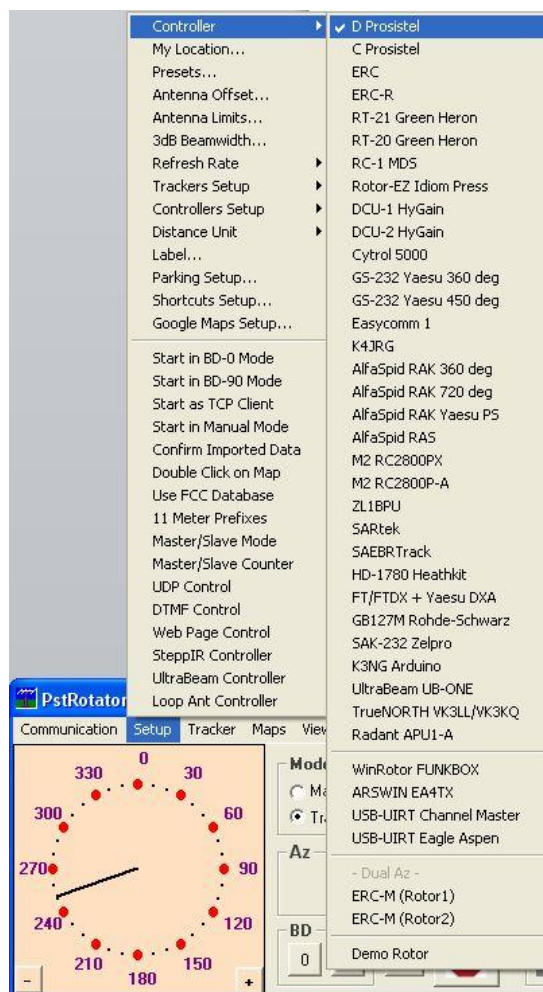 Controller
My Location...
Presets...
Antenna Offset...
Antenna Limits...
3dB Beamwidth...
Refresh Rate
Trackers Setup
Controllers Setup
Distance Unit
Label...
Parking Setup...
Shortcuts Setup...
Google Maps Setup...
Start in BD-0 Mode
Start in BD-90 Mode
Start as TCP Client
Start in Manual Mode
Confirm Imported Data
Double Click on Map
Use FCC Database
11 Meter Prefixes
Master/Slave Mode
Master/Slave Counter
UDP Control
DTMF Control
Web Page Control
SteppIR Controller
UltraBeam Controller
Loop Ant Controller
D Prosistel
C Prosistel
ERC
ERC-R
RT-21 Green Heron
RT-20 Green Heron
RC-1 MDS
Rotor-EZ Idiom Press
DCU-1 HyGain
DCU-2 HyGain
Cytrol 5000
GS-232 Yaesu 360 deg
GS-232 Yaesu 450 deg
Easycomm 1
K4JRG
AlfaSpid RAK 360 deg
AlfaSpid RAK 720 deg
AlfaSpid RAK Yaesu PS
AlfaSpid RAS
M2 RC2800PX
M2 RC2800P-A
ZL1BPU
SARtek
SAEBRTrack
HD-1780 Heathkit
FT/FTDX + Yaesu DXA
GB127M Rohde-Schwarz
SAK-232 Zelpro
K3NG Arduino
UltraBeam UB-ONE
TrueNORTH VK3LL/VK3KQ
Radant APU1-A
WinRotor FUNKBOX
ARSWIN EA4TX
USB-UIRT Channel Master
USB-UIRT Eagle Aspen
- Dual Az -
ERC-M (Rotor1)
ERC-M (Rotor2)
Demo Rotor
PstRotator
Communication Setup Tracker Maps
0
330 30
300 60
270 90
240 120
210 150
180
- +
Az
BD
0